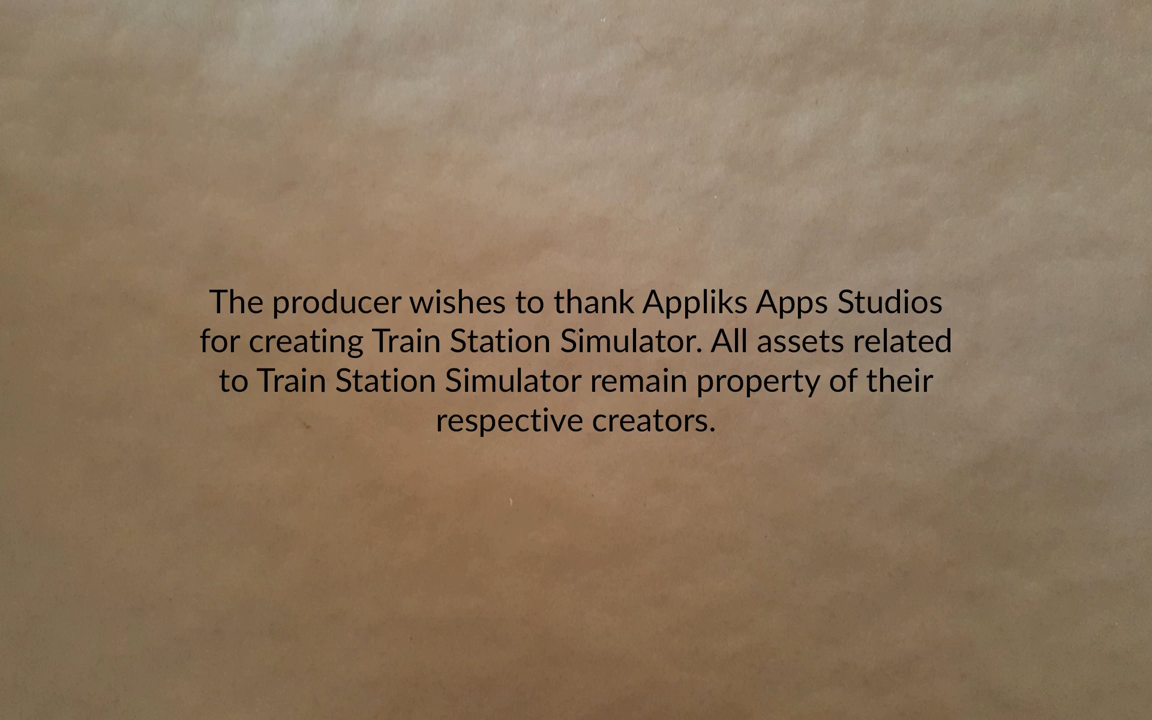 The producer wishes to thank Appliks Apps Studios
for creating Train Station Simulator. All assets related
to Train Station Simulator remain property of their
respective creators.